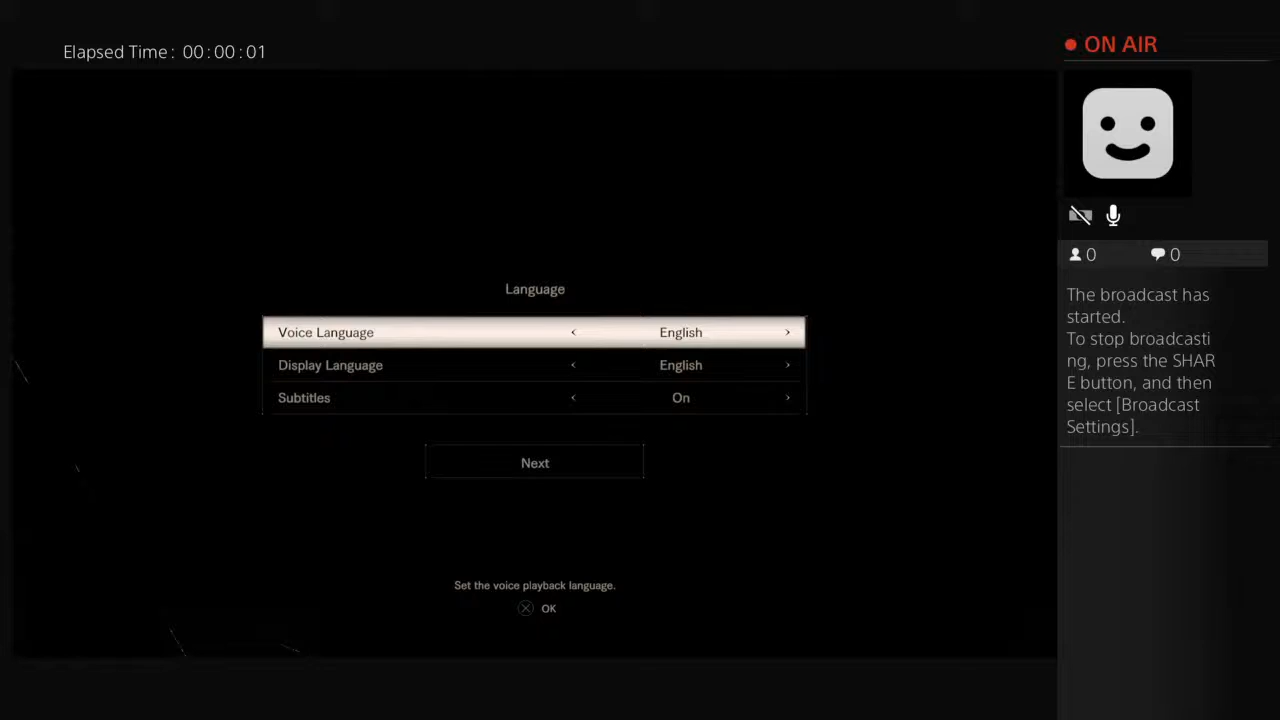 Elapsed Time: 00:00:01
ON AIR
0 0
The broadcast has
started.
To stop broadcasti
ng, press the SHAR
E button, and then
select [Broadcast
Settings].
Language
Voice Language < English >
Display Language < English >
Subtitles < On >
Next
Set the voice playback language.
OK